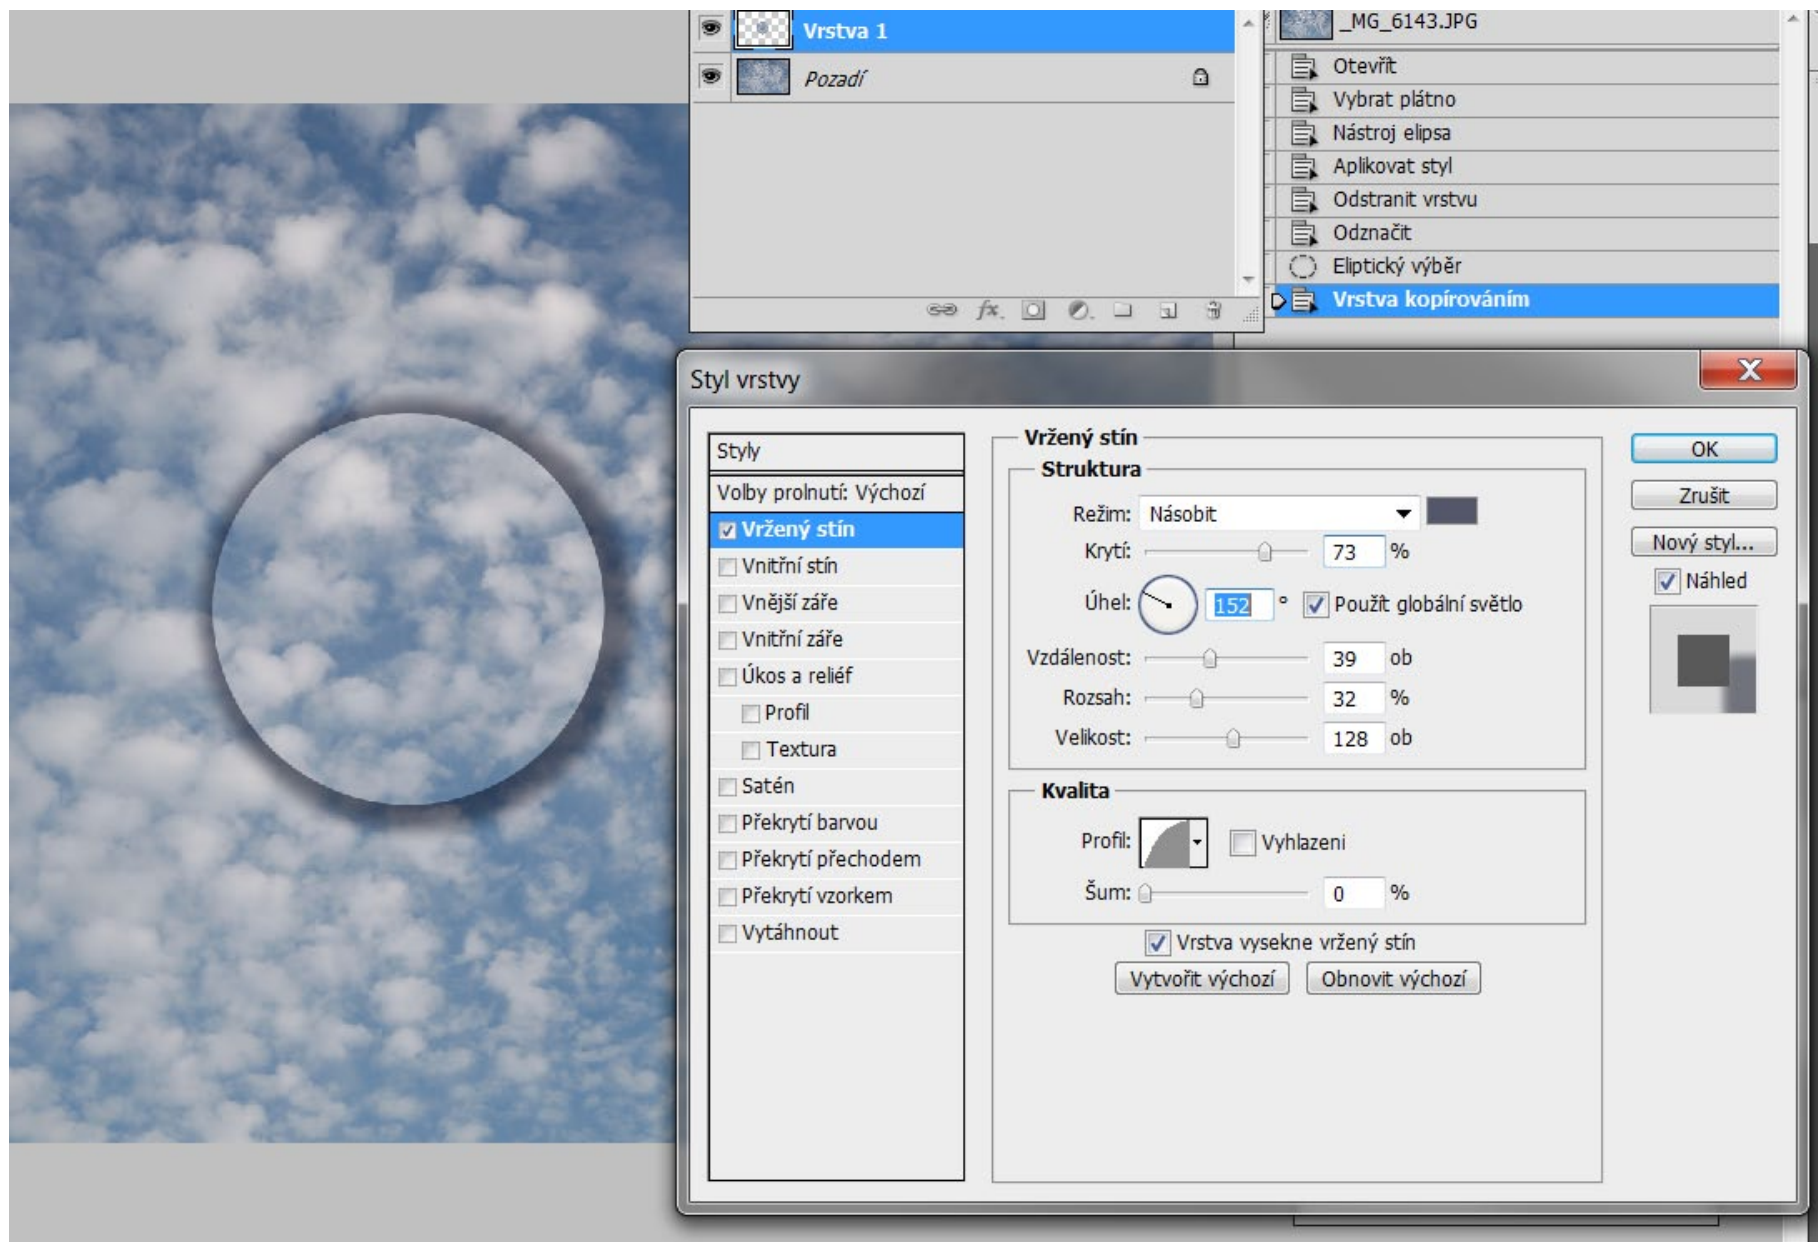 Vrstva 1
Pozadí
_MG_6143.JPG
Otevřít
Vybrat plátno
Nástroj elipsa
Aplikovat styl
Odstranit vrstvu
Odznačit
Eliptický výběr
Vrstva kopírováním
fx.
Styl vrstvy
X
Styly
Volby prolnutí: Výchozí
Vržený stín
Vnitřní stín
Vnější záře
Vnitřní záře
Úkos a reliéf
Profil
Textura
Satén
Překrytí barvou
Překrytí přechodem
Překrytí vzorkem
Vytáhnout
Vržený stín
Struktura
Režim: Násobit
Krytí: 73 %
Úhel: 152 ° Použít globální světlo
Vzdálenost: 39 ob
Rozsah: 32 %
Velikost: 128 ob
Kvalita
Profil: Vyhlazeni
Šum: 0 %
Vrstva vysekne vržený stín
Vytvořit výchozí Obnovit výchozí
OK
Zrušit
Nový styl...
Náhled